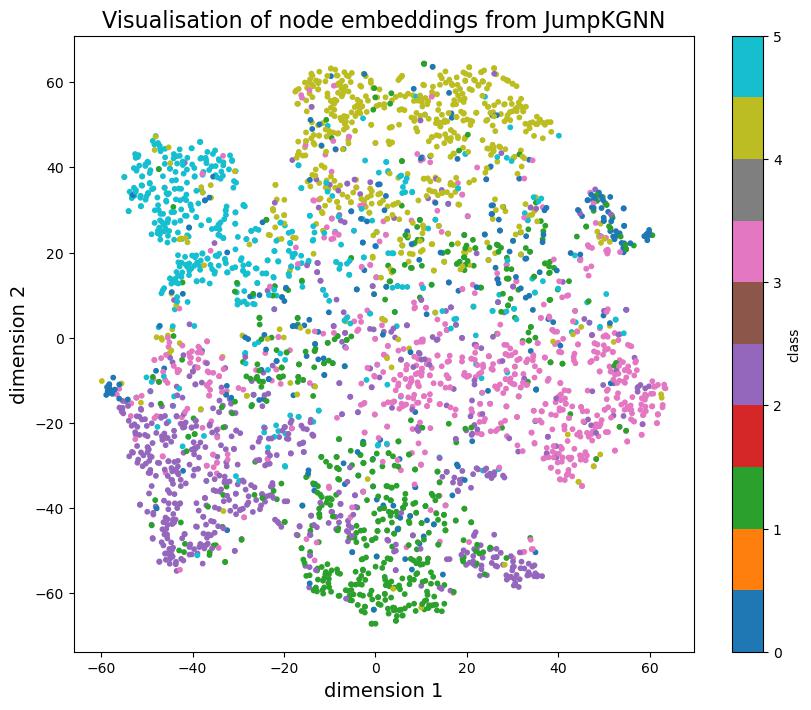 Visualisation of node embeddings from JumpKGNN
60
40
20
0
−20
−40
−60
dimension 2
−60 −40 −20 0 20 40 60
dimension 1
5
4
3
2
1
0
class